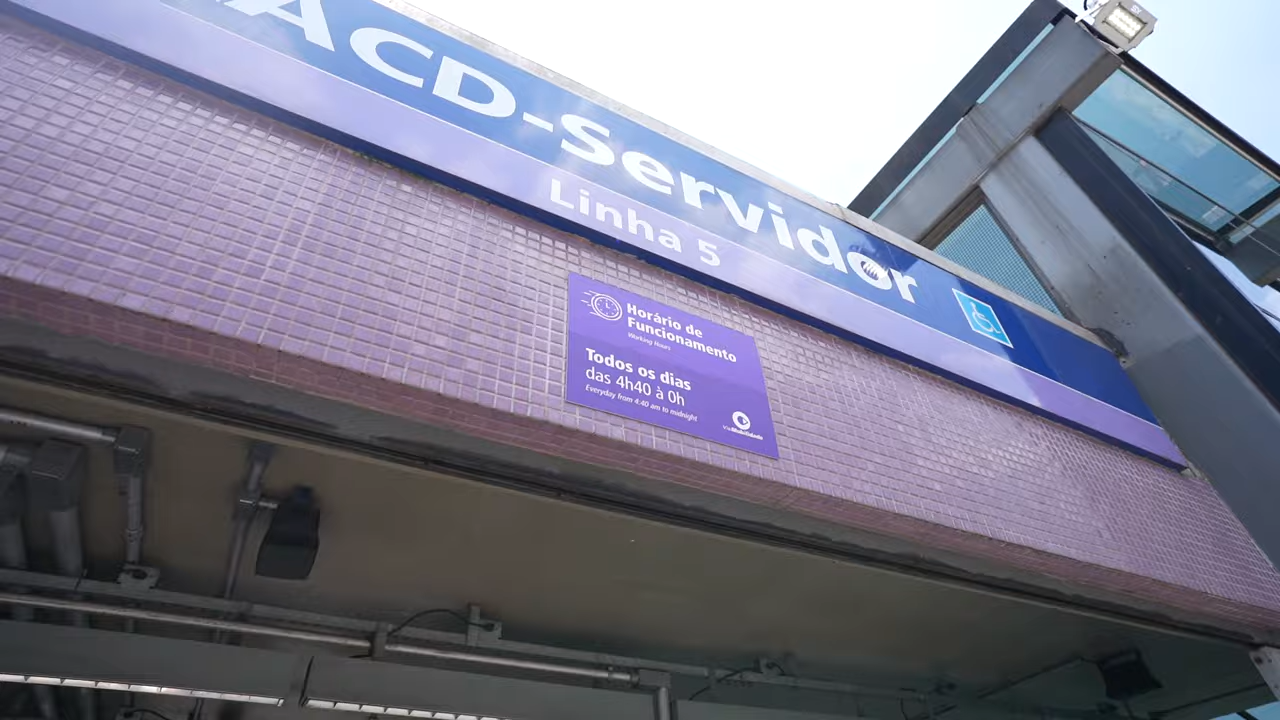 ACD-Servidor
Linha 5
Horário de
Funcionamento
Working Hours
Todos os dias
das 4h40 à 0h
Everyday from 4:40 am to midnight
ViaMobilidade